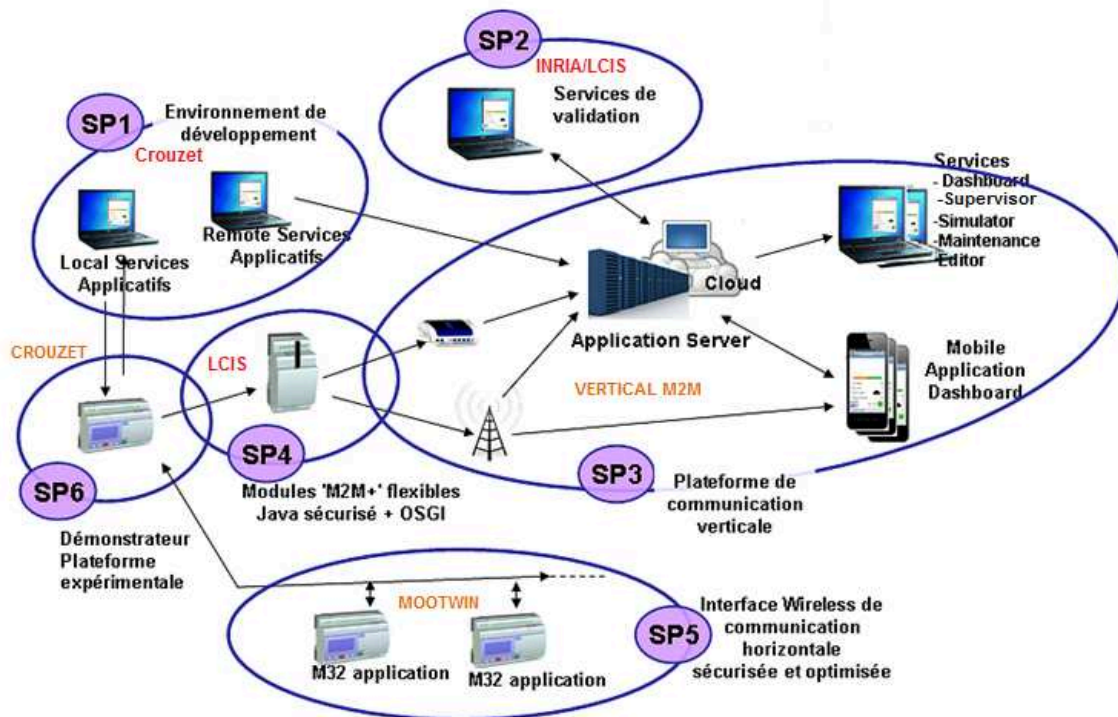 SP2
INRIA/LCIS
Services de
validation
SP1
Environnement de
développement
Crouzet
Remote Services
Applicatifs
Local Services
Applicatifs
Services
- Dashboard
-Supervisor
-Simulator
-Maintenance
Editor
Cloud
Application Server
Mobile
Application
Dashboard
VERTICAL M2M
CROUZET
LCIS
SP4
Modules 'M2M+' flexibles
Java sécurisé + OSGI
SP3
Plateforme de
communication
verticale
SP6
Démonstrateur
Plateforme
expérimentale
MOOTWIN
M32 application
M32 application
SP5
Interface Wireless de
communication
horizontale
sécurisée et optimisée